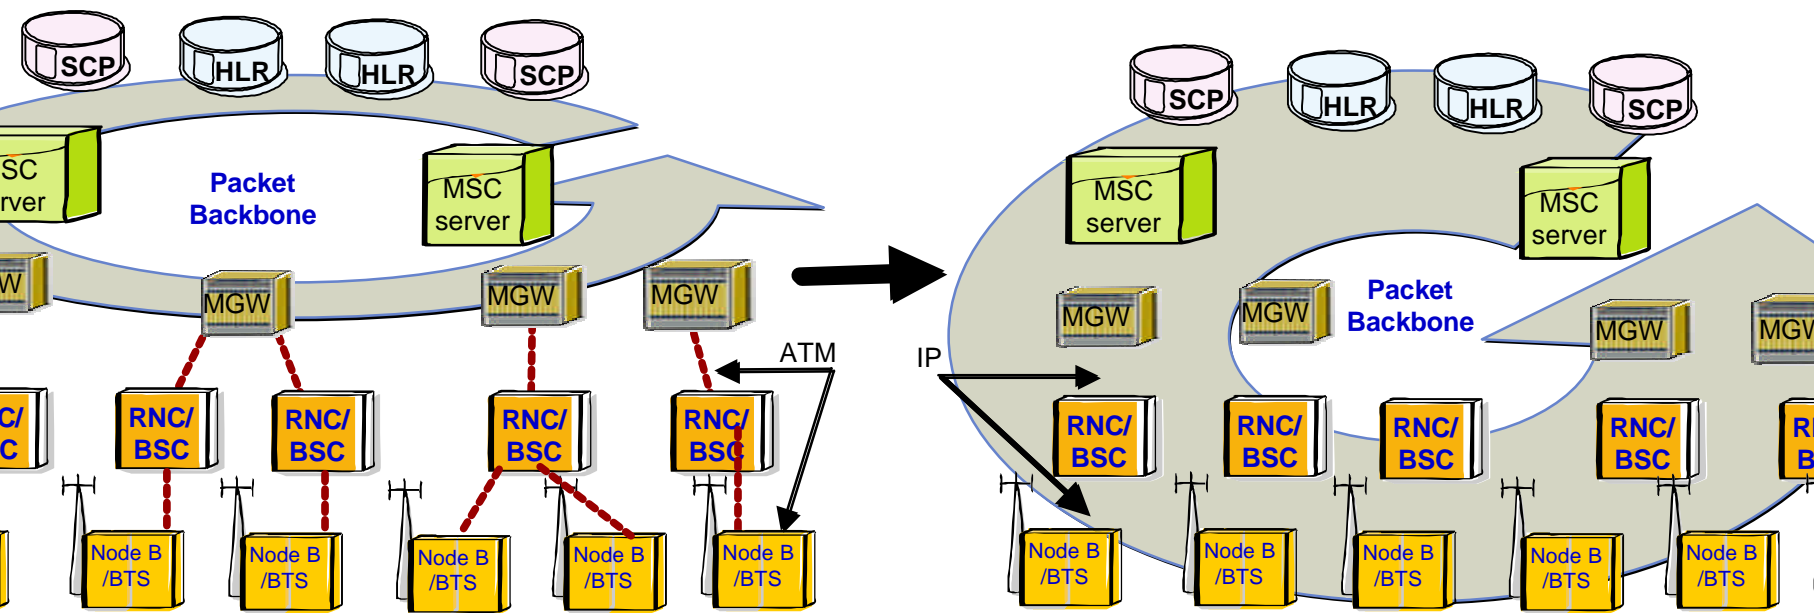 SCP
HLR
HLR
SCP
SC
rver
Packet
Backbone
MSC
server
W
MGW
MGW
MGW
ATM
C/
C
RNC/
BSC
RNC/
BSC
RNC/
BSC
RNC/
BSC
Node B
/BTS
Node B
/BTS
Node B
/BTS
Node B
/BTS
Node B
/BTS
SCP
HLR
HLR
SCP
MSC
server
MSC
server
Packet
Backbone
MGW
MGW
MGW
MGW
IP
RNC/
BSC
RNC/
BSC
RNC/
BSC
RNC/
BSC
R
B
Node B
/BTS
Node B
/BTS
Node B
/BTS
Node B
/BTS
Node B
/BTS